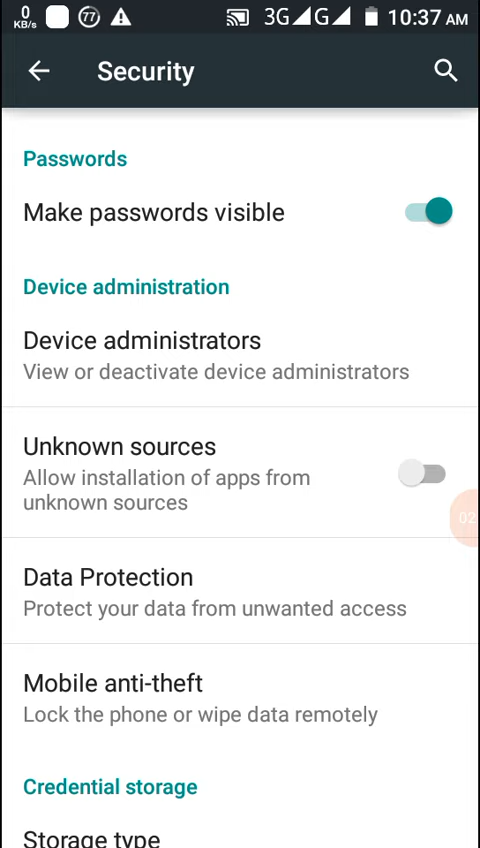 0
KB/s
77
3G
G
10:37 AM
Security
Passwords
Make passwords visible
Device administration
Device administrators
View or deactivate device administrators
Unknown sources
Allow installation of apps from
unknown sources
02
Data Protection
Protect your data from unwanted access
Mobile anti-theft
Lock the phone or wipe data remotely
Credential storage
Storage type